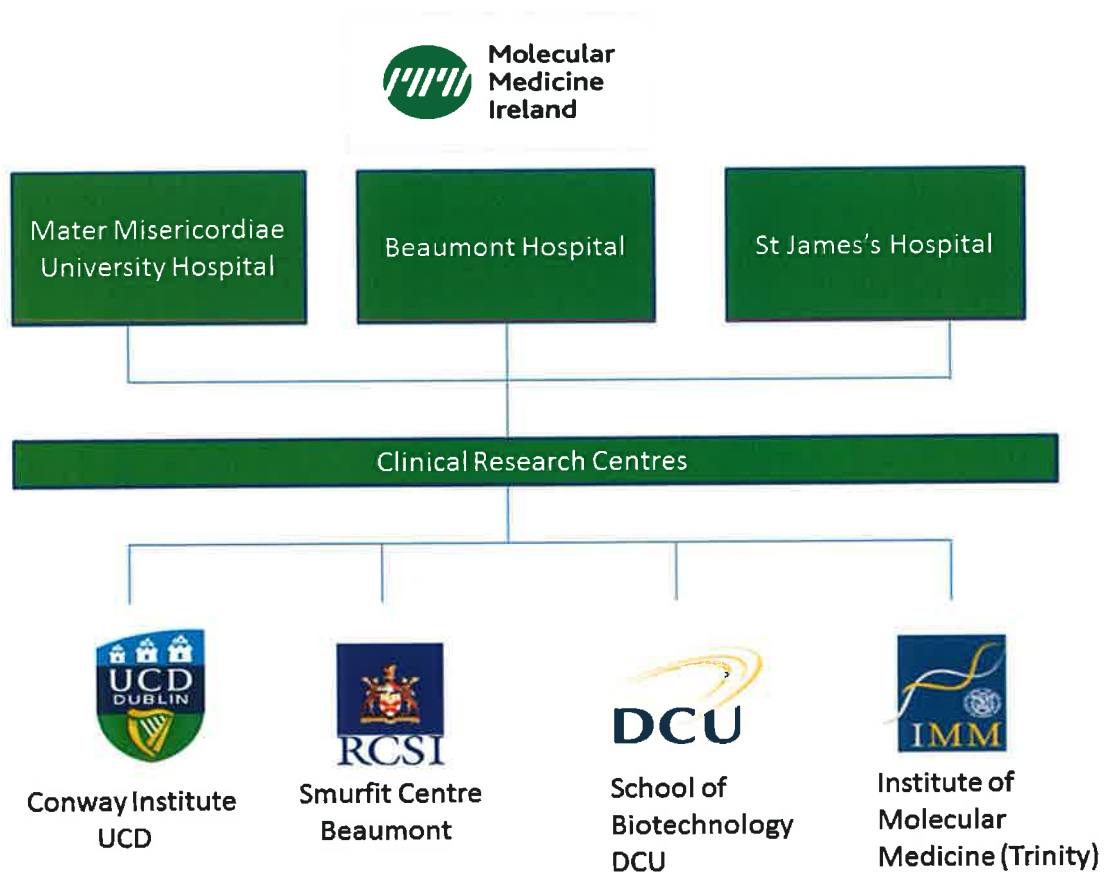 Molecular
Medicine
Ireland
Mater Misericordiae
University Hospital
Beaumont Hospital
St James's Hospital
Clinical Research Centres
UCD
DUBLIN
RCSI
DCU
IMM
Conway Institute
UCD
Smurfit Centre
Beaumont
School of
Biotechnology
DCU
Institute of
Molecular
Medicine (Trinity)